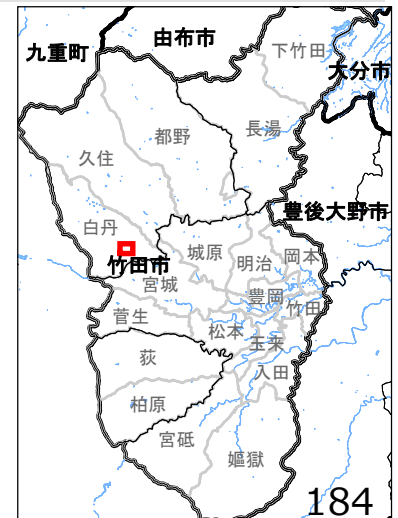 由布市
九重町
下竹田
大分市
都野
長湯
久住
白丹
豊後大野市
城原
岡本
明治
竹田市
宮城
豊岡
竹田
菅生
松本
玉来
荻
入田
柏原
宮砥
嫗獄
184